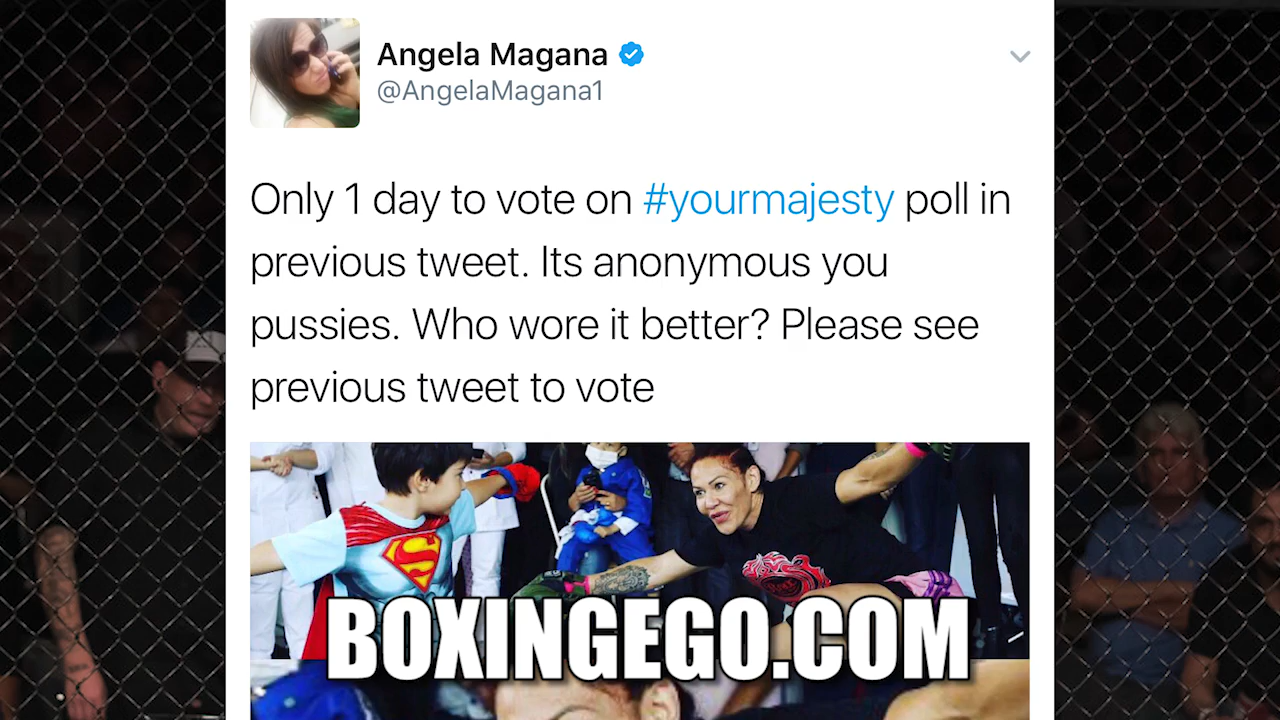 Angela Magana
@AngelaMagana1
Only 1 day to vote on #yourmajesty poll in
previous tweet. Its anonymous you
pussies. Who wore it better? Please see
previous tweet to vote
S
BOXINGEGO.COM